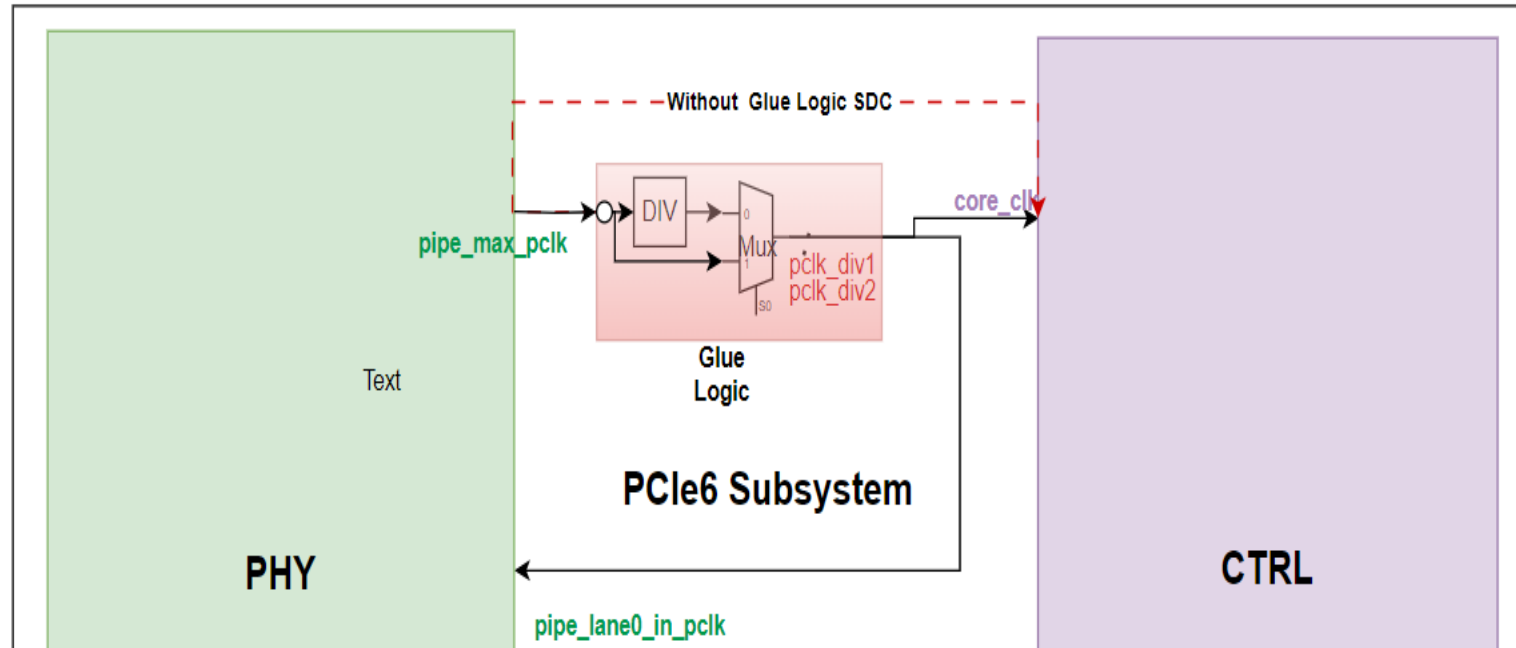 Without Glue Logic SDC
core_clk
DIV
0
pipe_max_pclk
Mux
1
pclk_div1
pclk_div2
S0
Glue
Logic
Text
PCIe6 Subsystem
PHY
CTRL
pipe_lane0_in_pclk